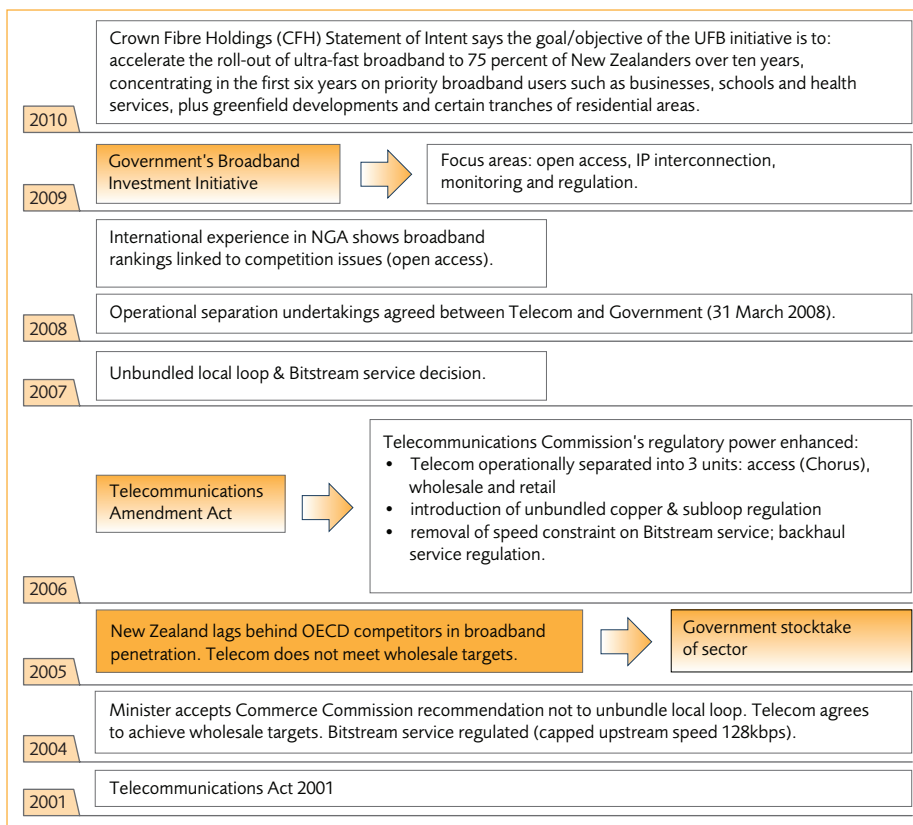 Crown Fibre Holdings (CFH) Statement of Intent says the goal/objective of the UFB initiative is to:
accelerate the roll-out of ultra-fast broadband to 75 percent of New Zealanders over ten years,
concentrating in the first six years on priority broadband users such as businesses, schools and health
services, plus greenfield developments and certain tranches of residential areas.
2010
Government's Broadband
Investment Initiative
Focus areas: open access, IP interconnection,
monitoring and regulation.
2009
International experience in NGA shows broadband
rankings linked to competition issues (open access).
Operational separation undertakings agreed between Telecom and Government (31 March 2008).
2008
Unbundled local loop & Bitstream service decision.
2007
Telecommunications
Amendment Act
Telecommunications Commission's regulatory power enhanced:
• Telecom operationally separated into 3 units: access (Chorus),
wholesale and retail
• introduction of unbundled copper & subloop regulation
• removal of speed constraint on Bitstream service; backhaul
service regulation.
2006
New Zealand lags behind OECD competitors in broadband
penetration. Telecom does not meet wholesale targets.
Government stocktake
of sector
2005
Minister accepts Commerce Commission recommendation not to unbundle local loop. Telecom agrees
to achieve wholesale targets. Bitstream service regulated (capped upstream speed 128kbps).
2004
Telecommunications Act 2001
2001